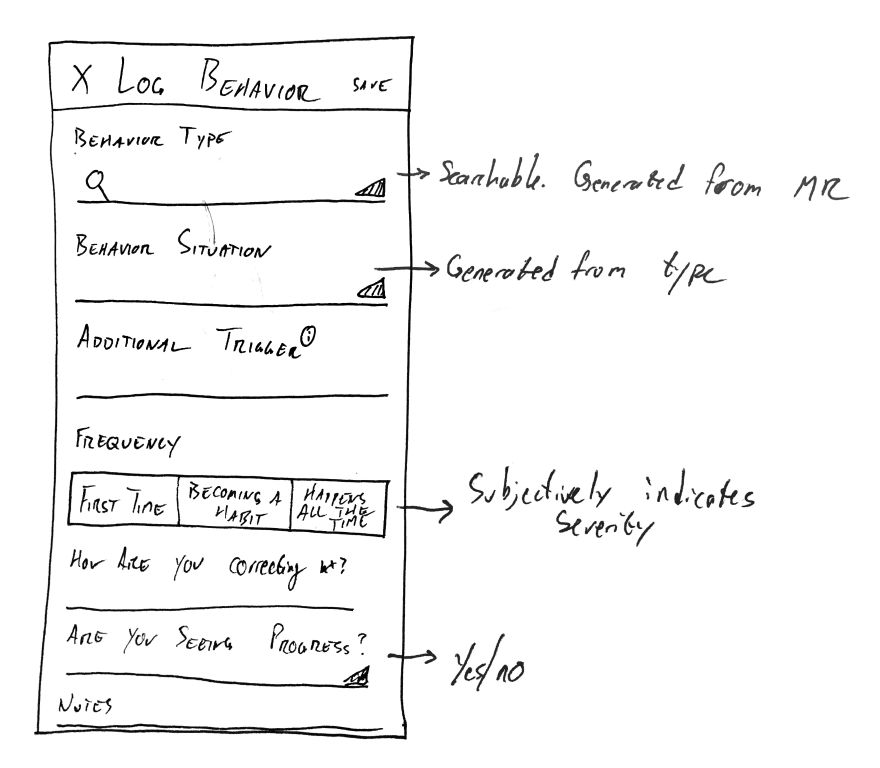 X Log Behavior SAVE
Behavior Type
→ Searchable. Generated from MR
Behavior Situation
→ Generated from type
Additional Trigger ⓘ
Frequency
First Time
Becoming a
Habit
Happens
All the
Time
→ Subjectively indicates
Severity
How Are you correcting it?
Are you Seeing Progress?
→ Yes/no
Notes